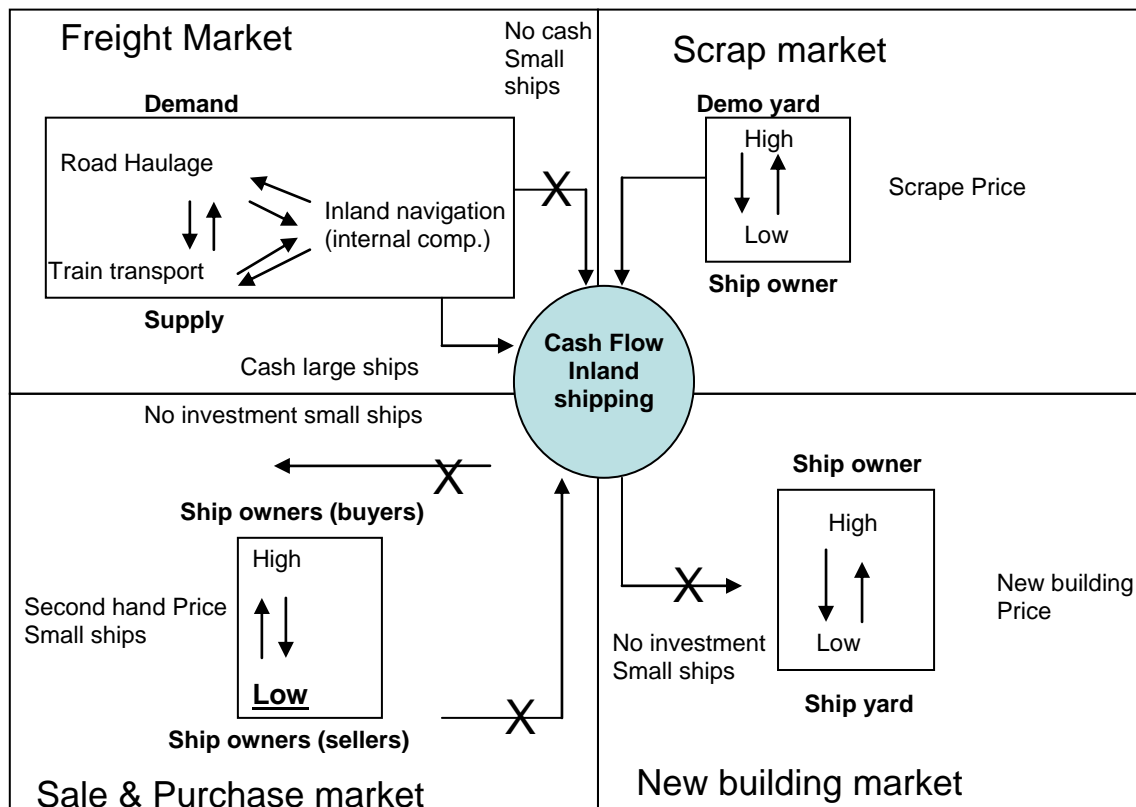 Freight Market
No cash
Small
ships
Demand
Road Haulage
Inland navigation
(internal comp.)
Train transport
Supply
Cash large ships
X
Scrap market
Demo yard
High
Low
Ship owner
Scrape Price
Cash Flow
Inland
shipping
No investment small ships
X
Ship owners (buyers)
High
Second hand Price
Small ships
Low
Ship owners (sellers)
X
Sale & Purchase market
Ship owner
High
Low
Ship yard
X
No investment
Small ships
New building
Price
New building market